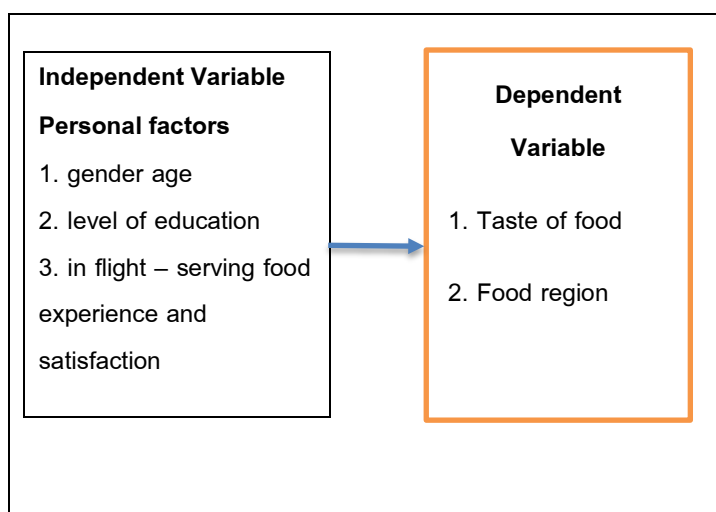 Independent Variable
Personal factors
1. gender age
2. level of education
3. in flight – serving food
experience and
satisfaction
Dependent
Variable
1. Taste of food
2. Food region